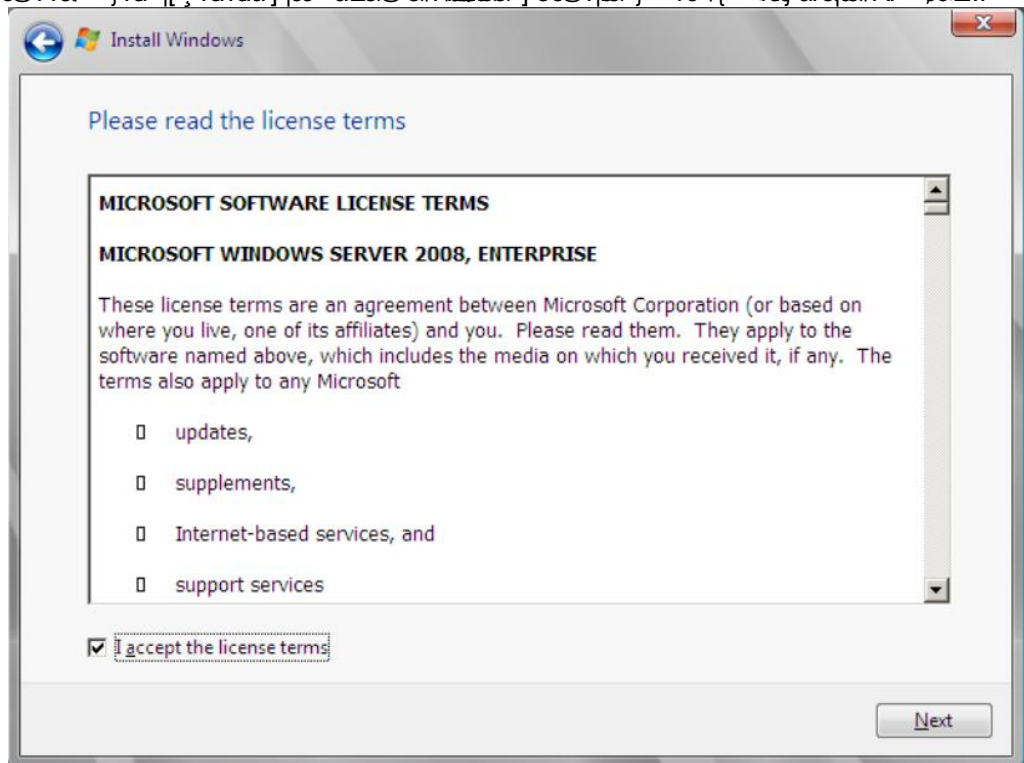 Install Windows
Please read the license terms
MICROSOFT SOFTWARE LICENSE TERMS
MICROSOFT WINDOWS SERVER 2008, ENTERPRISE
These license terms are an agreement between Microsoft Corporation (or based on
where you live, one of its affiliates) and you.  Please read them.  They apply to the
software named above, which includes the media on which you received it, if any.  The
terms also apply to any Microsoft
updates,
supplements,
Internet-based services, and
support services
I accept the license terms
Next